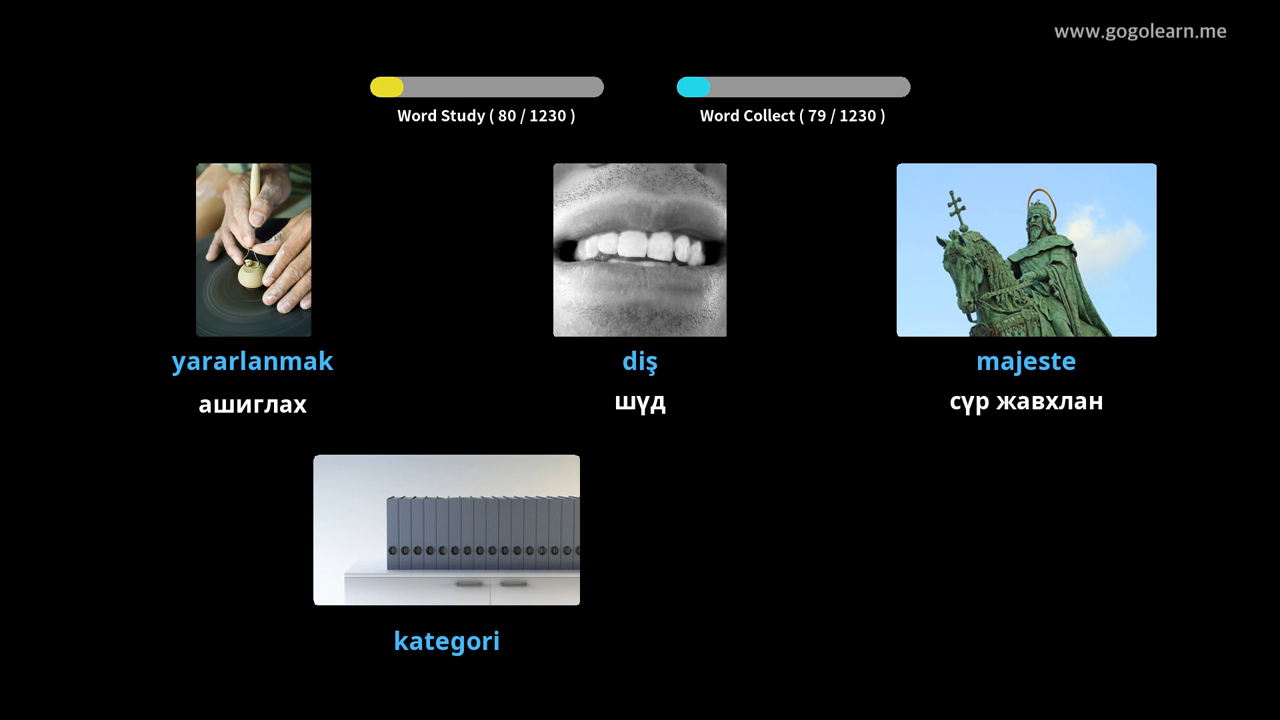 www.gogolearn.me
Word Study ( 80 / 1230 )
Word Collect ( 79 / 1230 )
yararlanmak
diş
majeste
ашиглах
шүд
сүр жавхлан
kategori